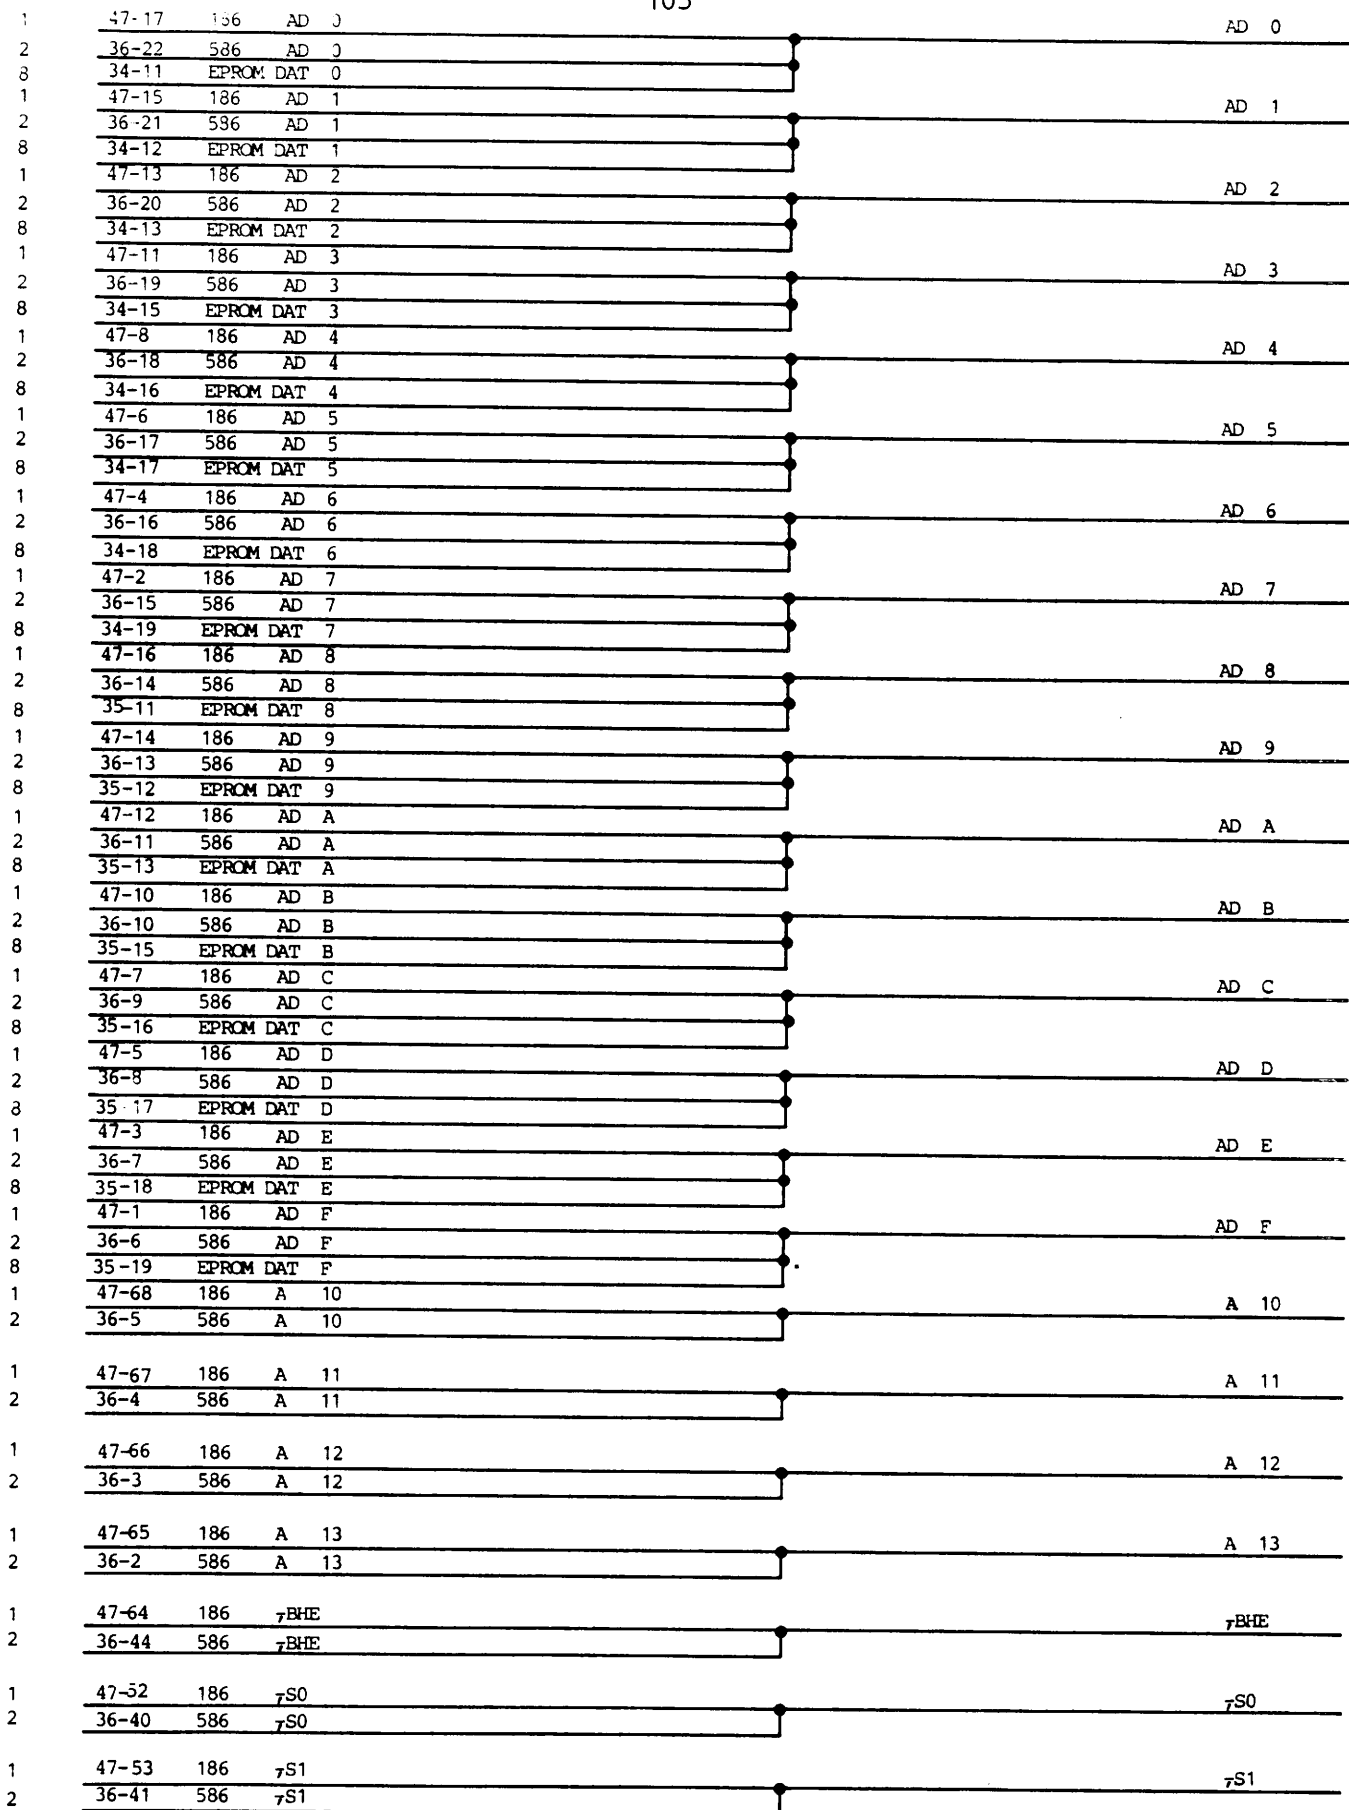 105
1 47-17 186 AD 0
AD 0
2 36-22 586 AD 0
8 34-11 EPROM DAT 0
1 47-15 186 AD 1
AD 1
2 36-21 586 AD 1
8 34-12 EPROM DAT 1
1 47-13 186 AD 2
AD 2
2 36-20 586 AD 2
8 34-13 EPROM DAT 2
1 47-11 186 AD 3
AD 3
2 36-19 586 AD 3
8 34-15 EPROM DAT 3
1 47-8 186 AD 4
AD 4
2 36-18 586 AD 4
8 34-16 EPROM DAT 4
1 47-6 186 AD 5
AD 5
2 36-17 586 AD 5
8 34-17 EPROM DAT 5
1 47-4 186 AD 6
AD 6
2 36-16 586 AD 6
8 34-18 EPROM DAT 6
1 47-2 186 AD 7
AD 7
2 36-15 586 AD 7
8 34-19 EPROM DAT 7
1 47-16 186 AD 8
AD 8
2 36-14 586 AD 8
8 35-11 EPROM DAT 8
1 47-14 186 AD 9
AD 9
2 36-13 586 AD 9
8 35-12 EPROM DAT 9
1 47-12 186 AD A
AD A
2 36-11 586 AD A
8 35-13 EPROM DAT A
1 47-10 186 AD B
AD B
2 36-10 586 AD B
8 35-15 EPROM DAT B
1 47-7 186 AD C
AD C
2 36-9 586 AD C
8 35-16 EPROM DAT C
1 47-5 186 AD D
AD D
2 36-8 586 AD D
8 35-17 EPROM DAT D
1 47-3 186 AD E
AD E
2 36-7 586 AD E
8 35-18 EPROM DAT E
1 47-1 186 AD F
AD F
2 36-6 586 AD F
8 35-19 EPROM DAT F
1 47-68 186 A 10
A 10
2 36-5 586 A 10
1 47-67 186 A 11
A 11
2 36-4 586 A 11
1 47-66 186 A 12
A 12
2 36-3 586 A 12
1 47-65 186 A 13
A 13
2 36-2 586 A 13
1 47-64 186 ┐BHE
┐BHE
2 36-44 586 ┐BHE
1 47-52 186 ┐S0
┐S0
2 36-40 586 ┐S0
1 47-53 186 ┐S1
┐S1
2 36-41 586 ┐S1